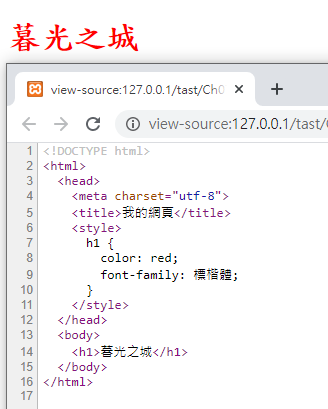 暮光之城
view-source:127.0.0.1/tast/Ch0
view-source:127.0.0.1/tast/
1 <!DOCTYPE html>
2 <html>
3   <head>
4     <meta charset="utf-8">
5     <title>我的網頁</title>
6     <style>
7       h1 {
8         color: red;
9         font-family: 標楷體;
10       }
11     </style>
12   </head>
13   <body>
14     <h1>暮光之城</h1>
15   </body>
16 </html>
17